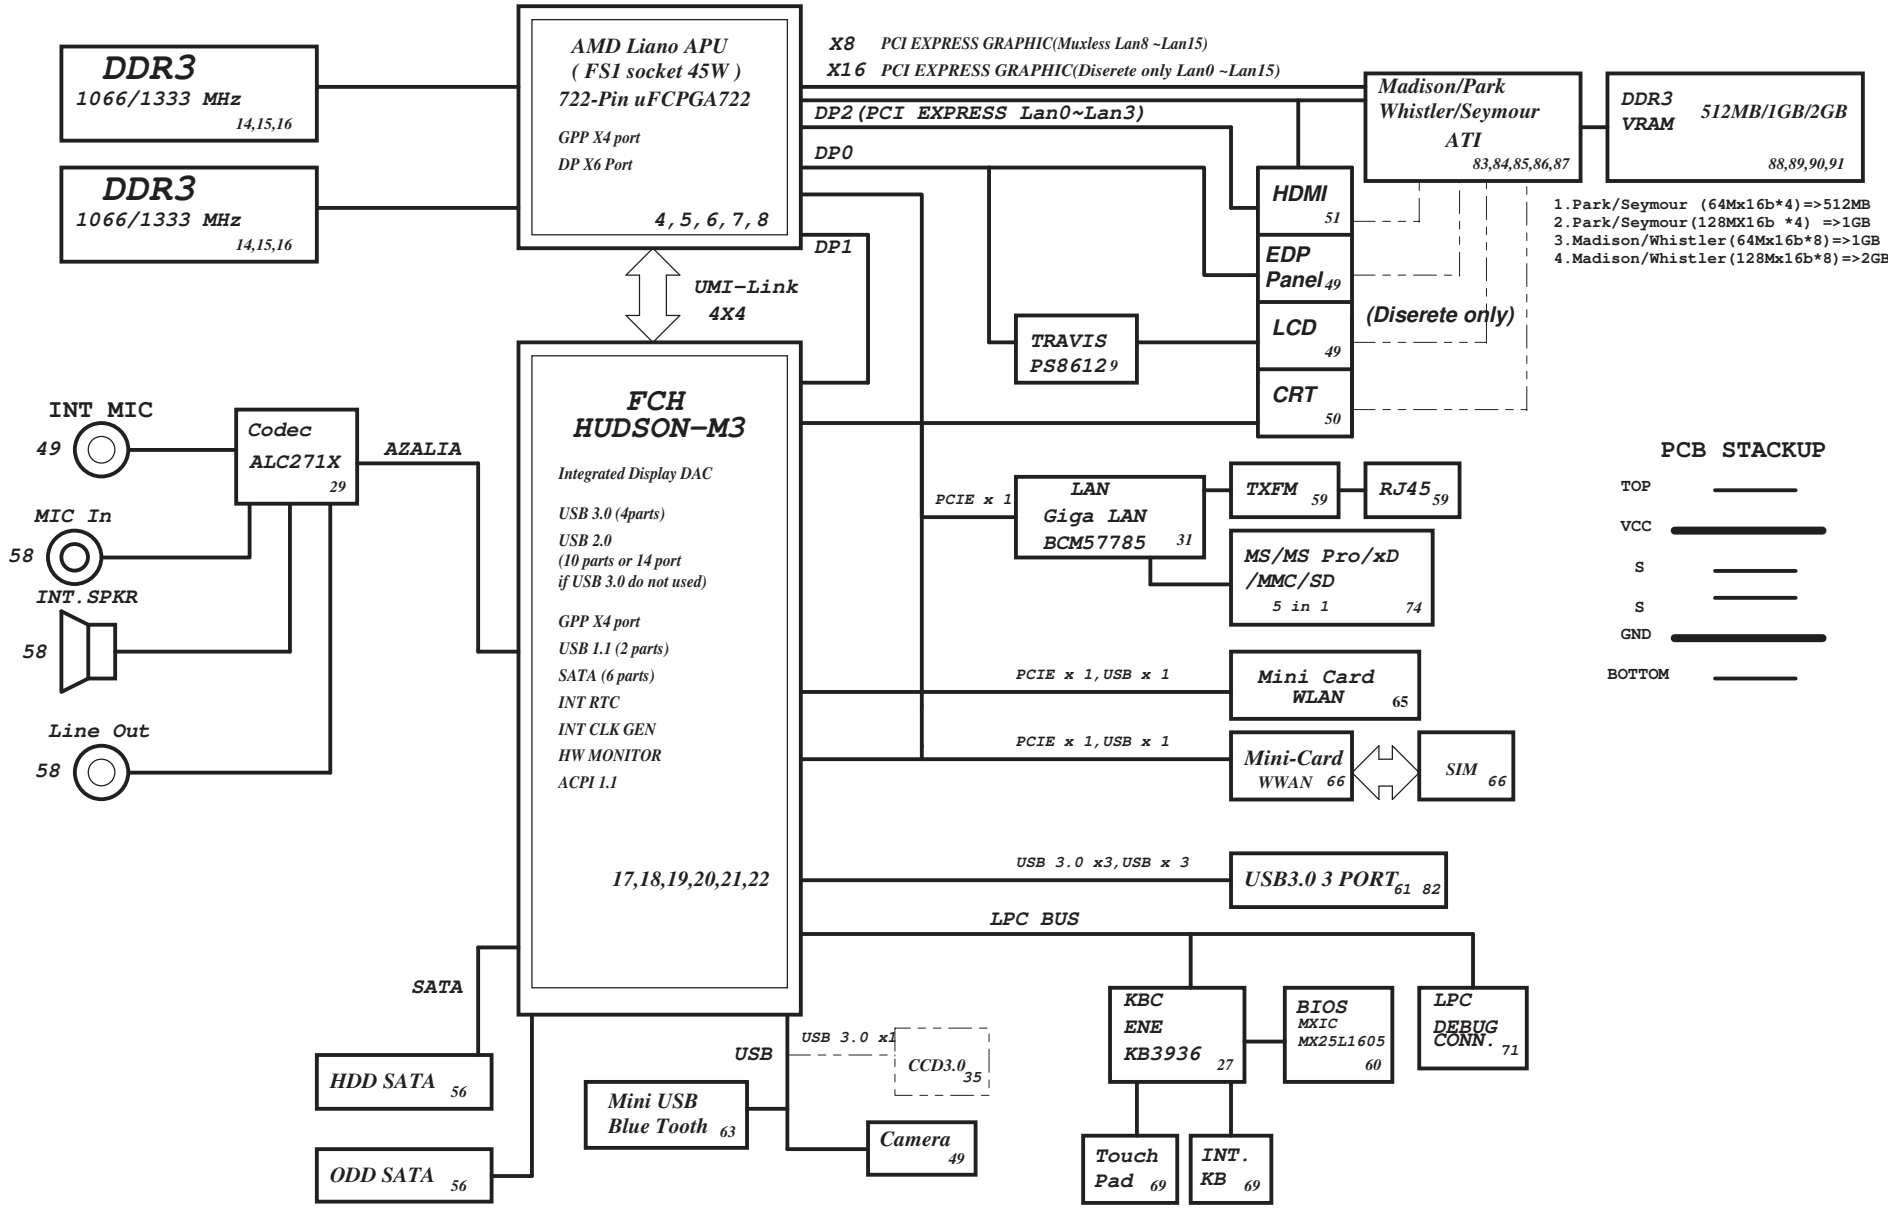 DDR3
1066/1333 MHz
14,15,16
DDR3
1066/1333 MHz
14,15,16
AMD Liano APU
( FS1 socket 45W )
722-Pin uFCPGA722
GPP X4 port
DP X6 Port
4,5,6,7,8
X8 PCI EXPRESS GRAPHIC(Muxless Lan8 ~Lan15)
X16 PCI EXPRESS GRAPHIC(Diserete only Lan0 ~Lan15)
DP2(PCI EXPRESS Lan0~Lan3)
DP0
DP1
Madison/Park
Whistler/Seymour
ATI
83,84,85,86,87
DDR3
VRAM
512MB/1GB/2GB
88,89,90,91
1.Park/Seymour (64Mx16b*4)=>512MB
2.Park/Seymour(128MX16b *4) =>1GB
3.Madison/Whistler(64Mx16b*8)=>1GB
4.Madison/Whistler(128Mx16b*8)=>2GB
HDMI
51
EDP
Panel
49
LCD
49
CRT
50
(Diserete only)
UMI-Link
4X4
TRAVIS
PS8612
9
FCH
HUDSON-M3
Integrated Display DAC
USB 3.0 (4parts)
USB 2.0
(10 parts or 14 port
if USB 3.0 do not used)
GPP X4 port
USB 1.1 (2 parts)
SATA (6 parts)
INT RTC
INT CLK GEN
HW MONITOR
ACPI 1.1
17,18,19,20,21,22
INT MIC
49
MIC In
58
INT.SPKR
58
Line Out
58
Codec
ALC271X
29
AZALIA
PCIE x 1
LAN
Giga LAN
BCM57785
31
TXFM
59
RJ45
59
MS/MS Pro/xD
/MMC/SD
5 in 1
74
PCIE x 1,USB x 1
Mini Card
WLAN
65
PCIE x 1,USB x 1
Mini-Card
WWAN
66
SIM
66
USB 3.0 x3,USB x 3
USB3.0 3 PORT
61 82
LPC BUS
PCB STACKUP
TOP
VCC
S
S
GND
BOTTOM
SATA
HDD SATA
56
ODD SATA
56
USB
USB 3.0 x1
CCD3.0
35
Mini USB
Blue Tooth
63
Camera
49
KBC
ENE
KB3936
27
BIOS
MXIC
MX25L1605
60
LPC
DEBUG
CONN.
71
Touch
Pad
69
INT.
KB
69